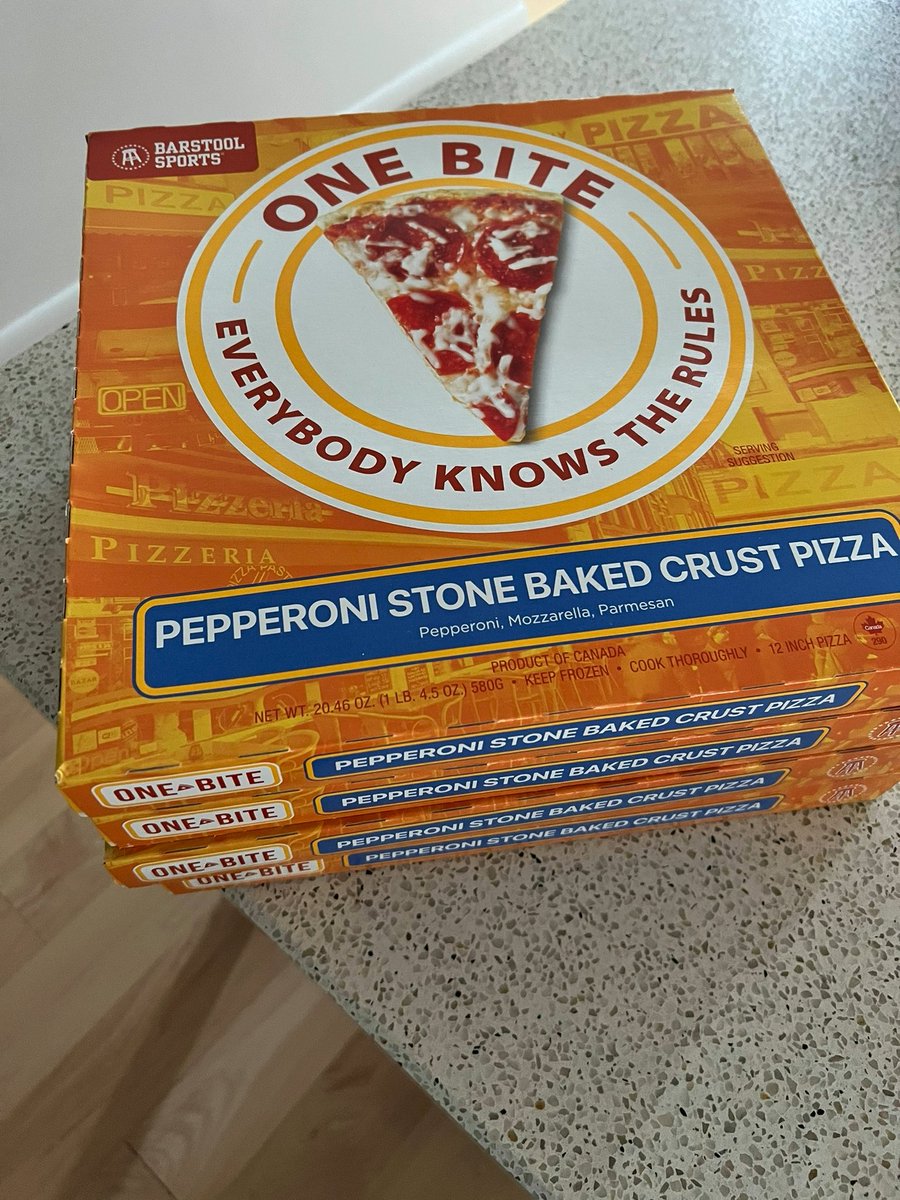 BARSTOOL
SPORTS
PIZZA
PIZZA
ONE BITE
EVERYBODY KNOWS THE RULES
PIZZ
OPEN
SERVING
SUGGESTION
PIZZA
Pizzeria
PIZZERIA
PEPPERONI STONE BAKED CRUST PIZZA
Pepperoni, Mozzarella, Parmesan
PRODUCT OF CANADA
NET WT. 20.46 OZ. (1 LB. 4.5 OZ.) 580G • KEEP FROZEN • COOK THOROUGHLY • 12 INCH PIZZA
Canada
290
ONE BITE PEPPERONI STONE BAKED CRUST PIZZA
ONE BITE PEPPERONI STONE BAKED CRUST PIZZA
ONE BITE PEPPERONI STONE BAKED CRUST PIZZA
ONE BITE PEPPERONI STONE BAKED CRUST PIZZA